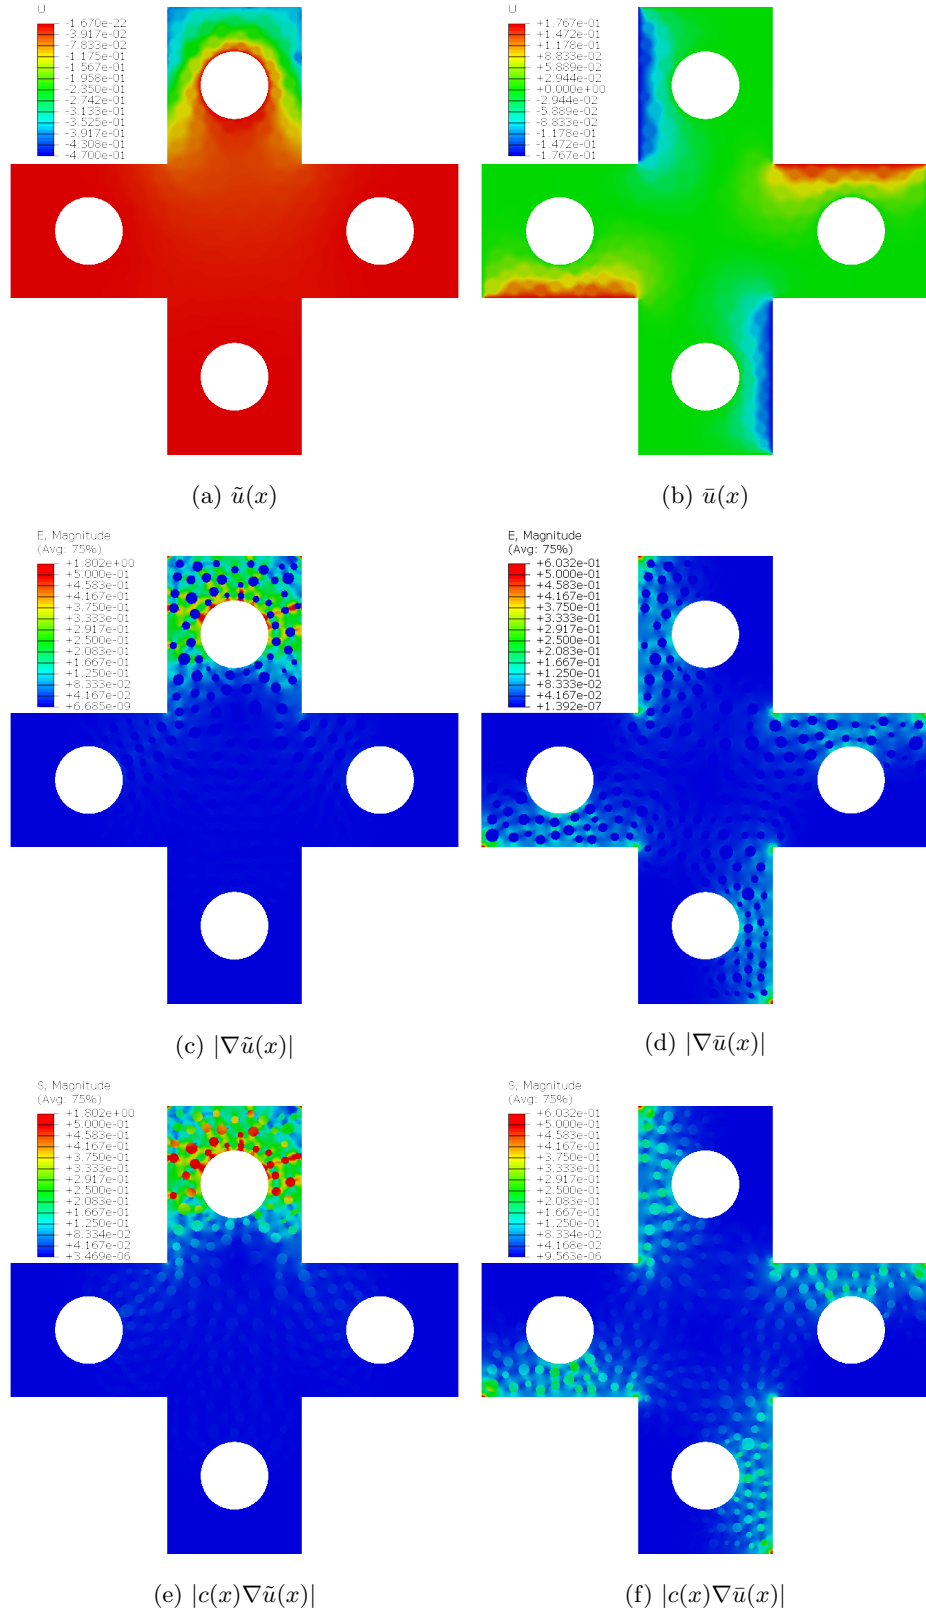 U
-1.670e-22
-3.917e-02
-7.833e-02
-1.175e-01
-1.567e-01
-1.958e-01
-2.350e-01
-2.742e-01
-3.133e-01
-3.525e-01
-3.917e-01
-4.308e-01
-4.700e-01
U
+1.767e-01
+1.472e-01
+1.178e-01
+8.833e-02
+5.889e-02
+2.944e-02
+0.000e+00
-2.944e-02
-5.889e-02
-8.833e-02
-1.178e-01
-1.472e-01
-1.767e-01
(a) ũ(x)
(b) ū(x)
E, Magnitude
(Avg: 75%)
+1.802e+00
+5.000e-01
+4.583e-01
+4.167e-01
+3.750e-01
+3.333e-01
+2.917e-01
+2.500e-01
+2.083e-01
+1.667e-01
+1.250e-01
+8.333e-02
+4.167e-02
+6.685e-09
E, Magnitude
(Avg: 75%)
+6.032e-01
+5.000e-01
+4.583e-01
+4.167e-01
+3.750e-01
+3.333e-01
+2.917e-01
+2.500e-01
+2.083e-01
+1.667e-01
+1.250e-01
+8.333e-02
+4.167e-02
+1.392e-07
(c) |∇ũ(x)|
(d) |∇ū(x)|
S, Magnitude
(Avg: 75%)
+1.802e+00
+5.000e-01
+4.583e-01
+4.167e-01
+3.750e-01
+3.333e-01
+2.917e-01
+2.500e-01
+2.083e-01
+1.667e-01
+1.250e-01
+8.334e-02
+4.167e-02
+3.469e-06
S, Magnitude
(Avg: 75%)
+6.032e-01
+5.000e-01
+4.583e-01
+4.167e-01
+3.750e-01
+3.333e-01
+2.917e-01
+2.500e-01
+2.083e-01
+1.667e-01
+1.250e-01
+8.334e-02
+4.168e-02
+9.563e-06
(e) |c(x)∇ũ(x)|
(f) |c(x)∇ū(x)|